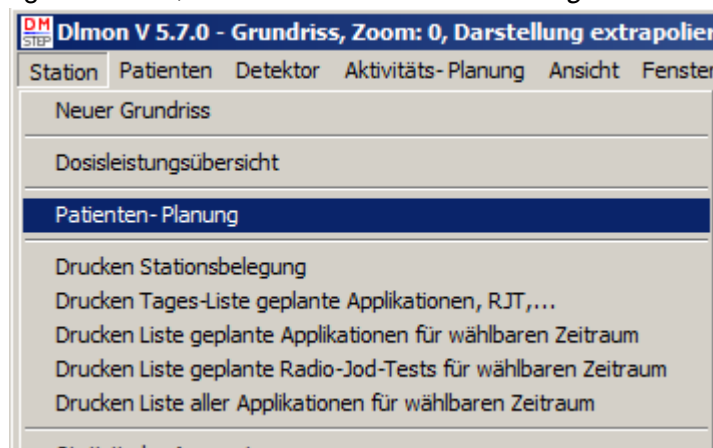 DM STEP Dlmon V 5.7.0 - Grundriss, Zoom: 0, Darstellung extrapolier
Station Patienten Detektor Aktivitäts-Planung Ansicht Fenster
Neuer Grundriss
Dosisleistungsübersicht
Patienten-Planung
Drucken Stationsbelegung
Drucken Tages-Liste geplante Applikationen, RJT,...
Drucken Liste geplante Applikationen für wählbaren Zeitraum
Drucken Liste geplante Radio-Jod-Tests für wählbaren Zeitraum
Drucken Liste aller Applikationen für wählbaren Zeitraum